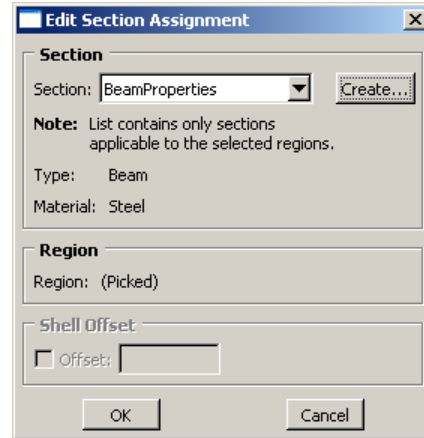 Edit Section Assignment
Section
Section: BeamProperties Create...
Note: List contains only sections
applicable to the selected regions.
Type: Beam
Material: Steel
Region
Region: (Picked)
Shell Offset
Offset:
OK Cancel